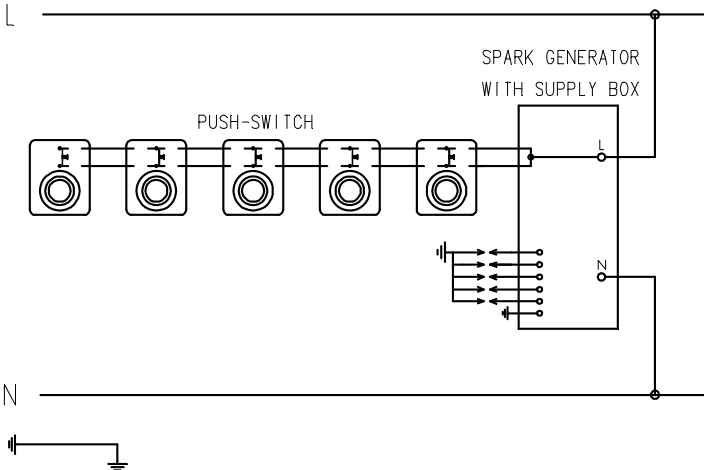 L
SPARK GENERATOR
WITH SUPPLY BOX
PUSH-SWITCH
L
N
N